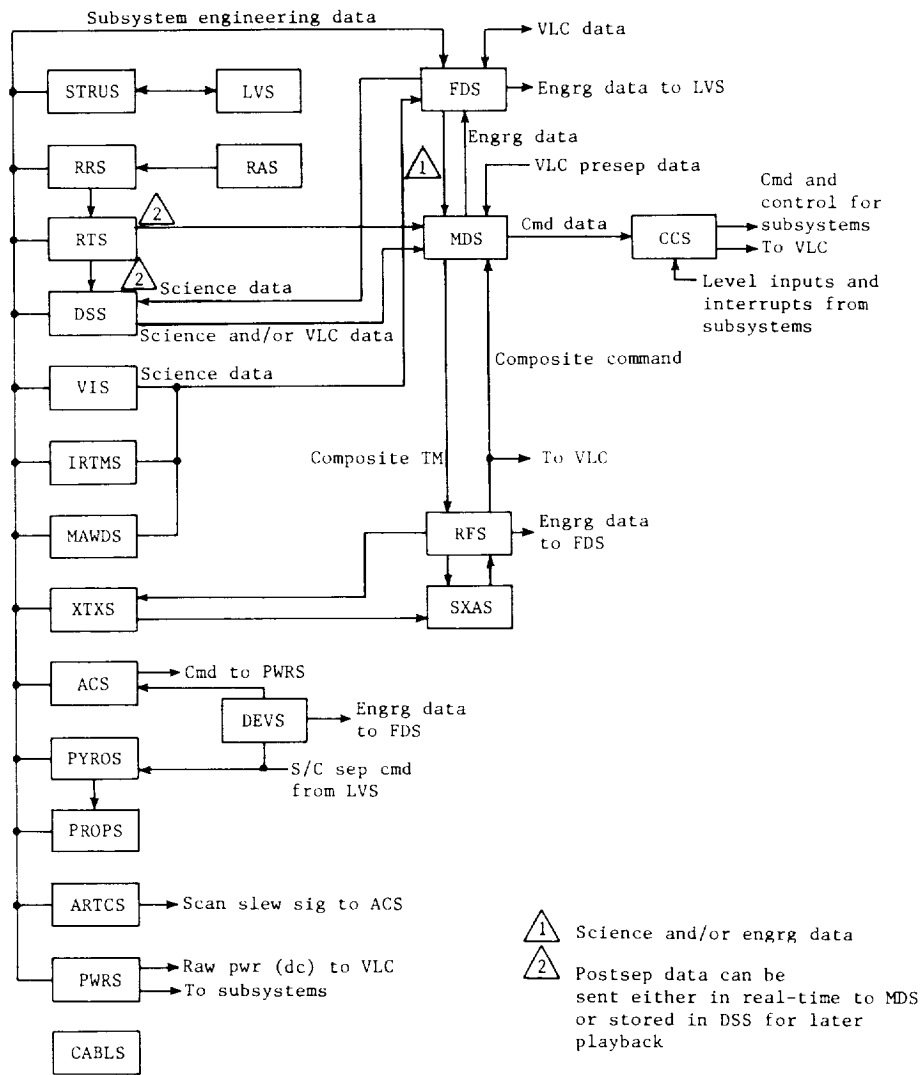 Subsystem engineering data
VLC data
STRUS
LVS
FDS
Engrg data to LVS
Engrg data
RRS
RAS
1
VLC presep data
2
Cmd and
control for
subsystems
RTS
MDS
Cmd data
CCS
To VLC
2
Science data
Level inputs and
interrupts from
subsystems
DSS
Science and/or VLC data
Composite command
VIS
Science data
IRTMS
Composite TM
To VLC
MAWDS
RFS
Engrg data
to FDS
XTXS
SXAS
ACS
Cmd to PWRS
DEVS
Engrg data
to FDS
PYROS
S/C sep cmd
from LVS
PROPS
ARTCS
Scan slew sig to ACS
PWRS
Raw pwr (dc) to VLC
To subsystems
CABLS
1 Science and/or engrg data
2 Postsep data can be
sent either in real-time to MDS
or stored in DSS for later
playback